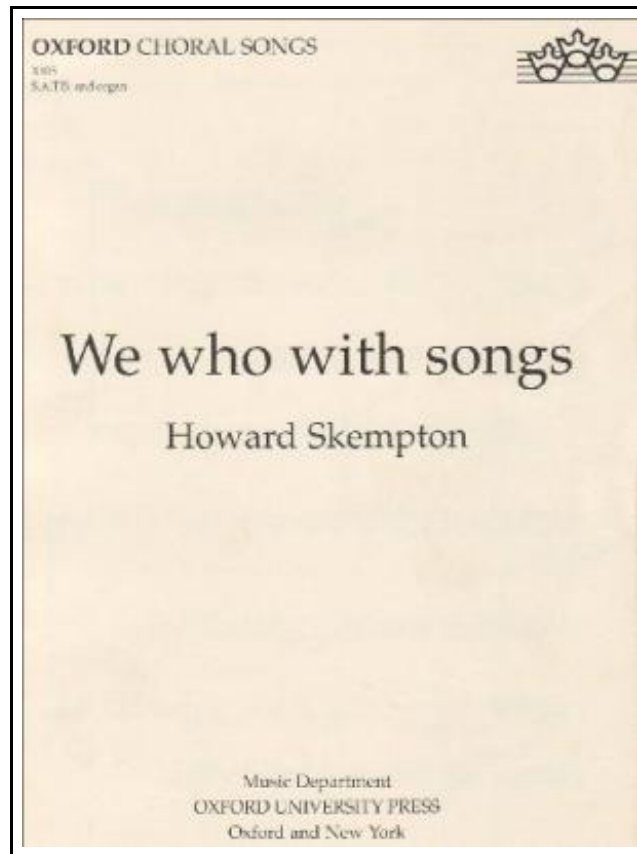 OXFORD CHORAL SONGS
S.A.T.B. and organ
We who with songs
Howard Skempton
Music Department
OXFORD UNIVERSITY PRESS
Oxford and New York